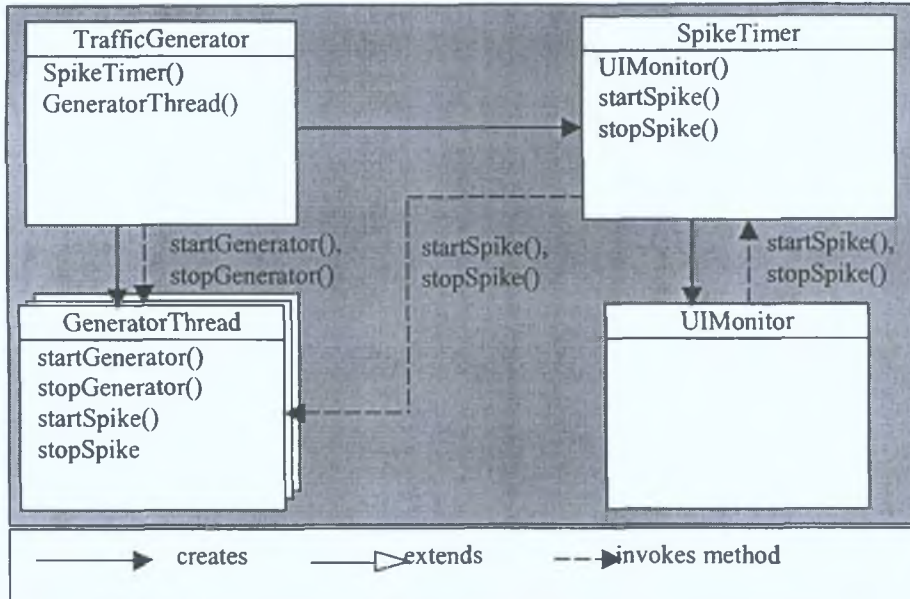 TrafficGenerator
SpikeTimer()
GeneratorThread()
SpikeTimer
UIMonitor()
startSpike()
stopSpike()
startGenerator(),
stopGenerator()
startSpike(),
stopSpike()
startSpike(),
stopSpike()
GeneratorThread
startGenerator()
stopGenerator()
startSpike()
stopSpike
UIMonitor
creates
extends
invokes method